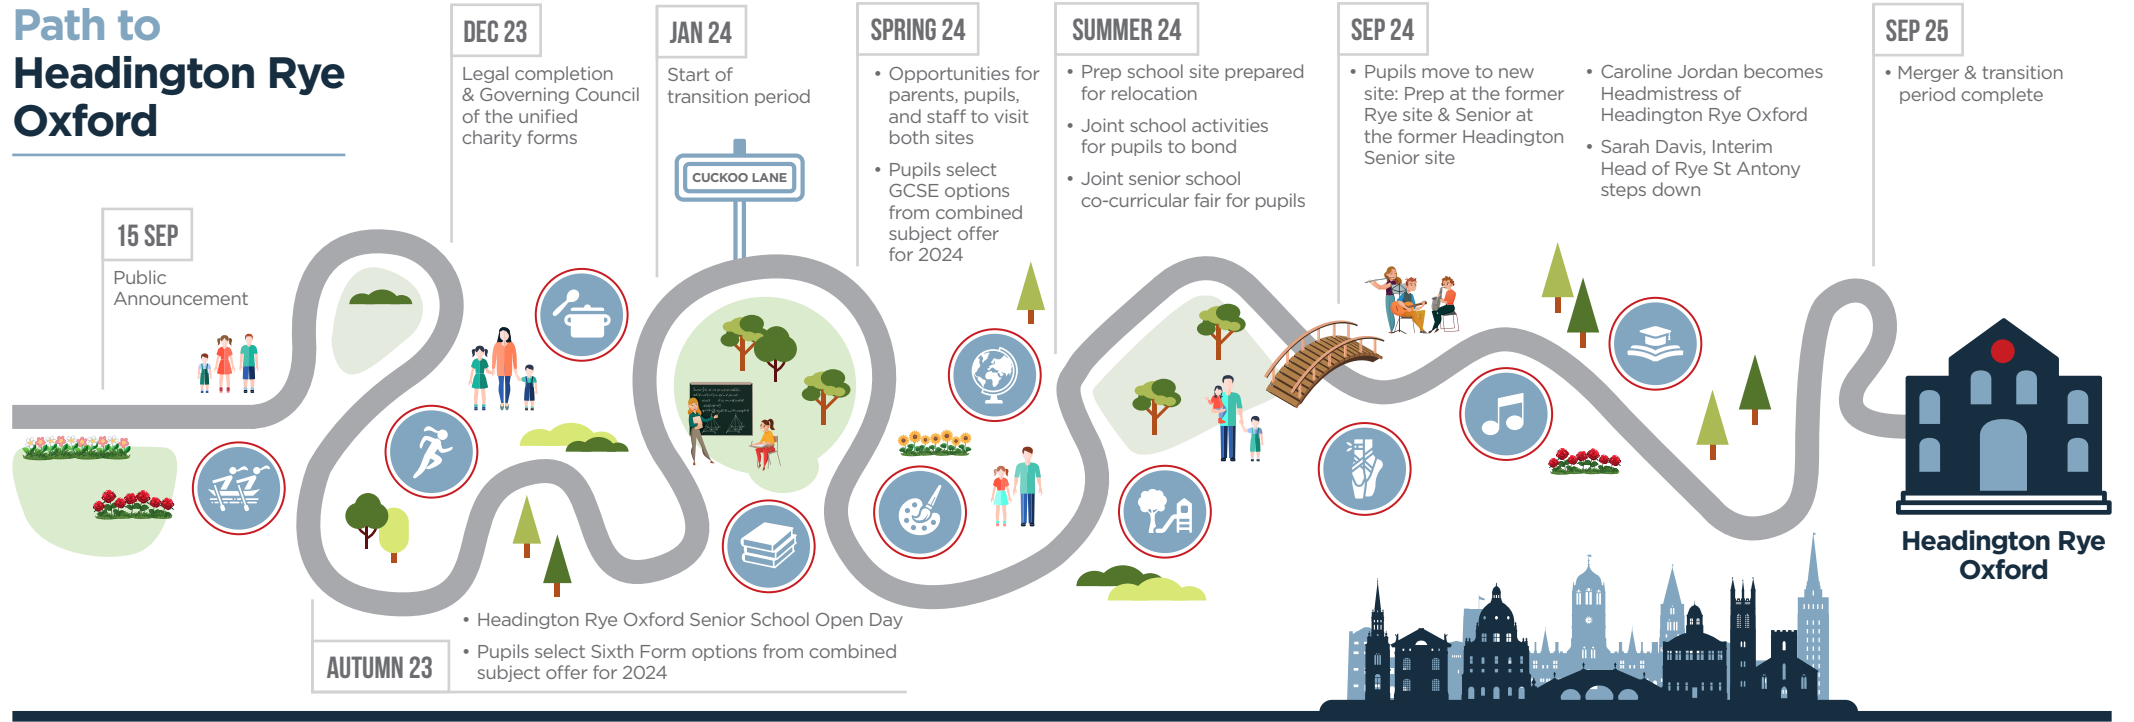 Path to
Headington Rye
Oxford
15 SEP
Public
Announcement
AUTUMN 23
• Headington Rye Oxford Senior School Open Day
• Pupils select Sixth Form options from combined
subject offer for 2024
DEC 23
Legal completion
& Governing Council
of the unified
charity forms
JAN 24
Start of
transition period
CUCKOO LANE
SPRING 24
• Opportunities for
parents, pupils,
and staff to visit
both sites
• Pupils select
GCSE options
from combined
subject offer
for 2024
SUMMER 24
• Prep school site prepared
for relocation
• Joint school activities
for pupils to bond
• Joint senior school
co-curricular fair for pupils
SEP 24
• Pupils move to new
site: Prep at the former
Rye site & Senior at
the former Headington
Senior site
• Caroline Jordan becomes
Headmistress of
Headington Rye Oxford
• Sarah Davis, Interim
Head of Rye St Antony
steps down
SEP 25
• Merger & transition
period complete
Headington Rye
Oxford